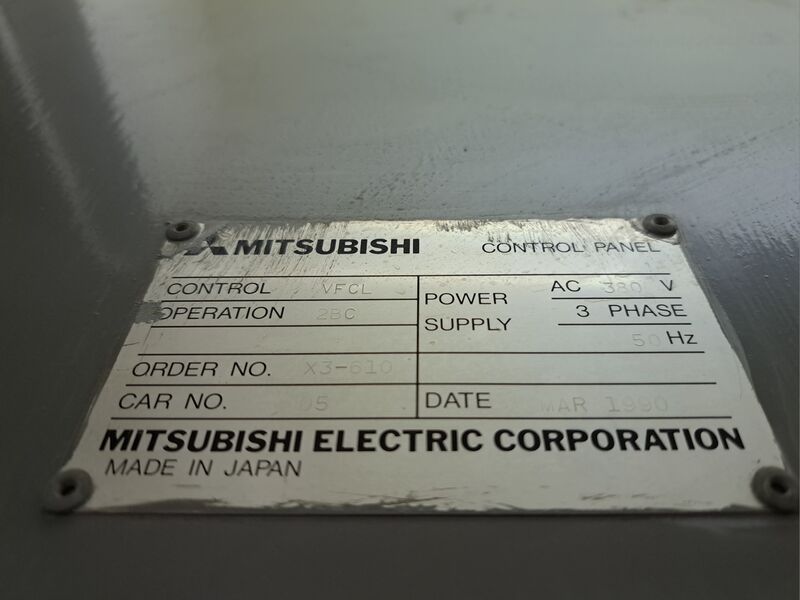 MITSUBISHI CONTROL PANEL
CONTROL VFCL
OPERATION 2BC
POWER SUPPLY AC 380 V
3 PHASE
50 Hz
ORDER NO. X3-610
CAR NO. 05 DATE MAR 1990
MITSUBISHI ELECTRIC CORPORATION
MADE IN JAPAN